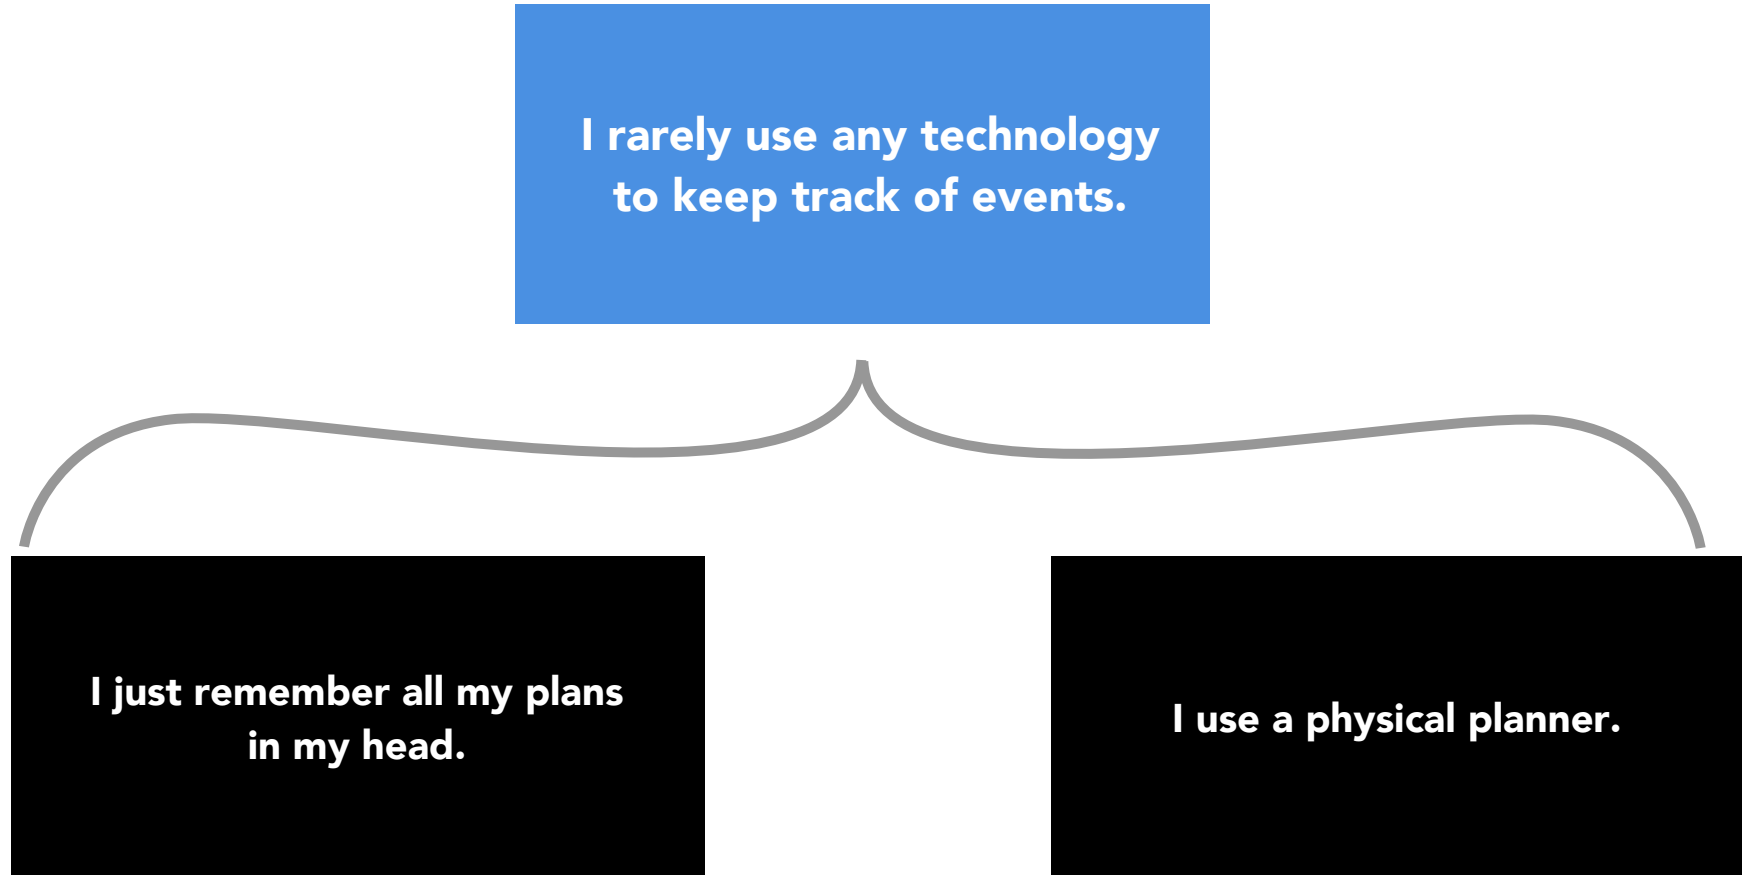 I rarely use any technology
to keep track of events.
I just remember all my plans
in my head.
I use a physical planner.